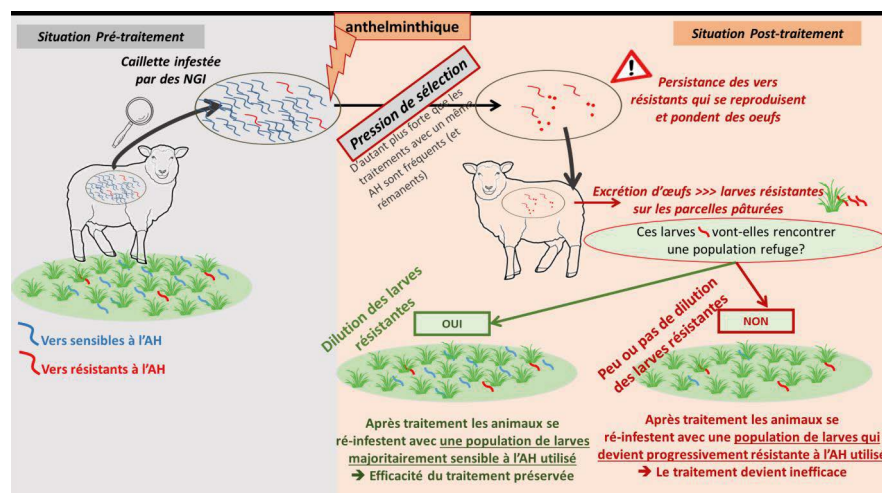 Situation Pré-traitement
anthelminthique
Situation Post-traitement
Caillette infestée
par des NGI
Pression de sélection
D'autant plus forte que les
traitements avec un même
AH sont fréquents (et
rémanents)
Persistance des vers
résistants qui se reproduisent
et pondent des oeufs
Excrétion d'œufs >>> larves résistantes
sur les parcelles pâturées
Ces larves vont-elles rencontrer
une population refuge?
Vers sensibles à l'AH
Vers résistants à l'AH
Dilution des larves
résistantes
OUI
Peu ou pas de dilution
des larves résistantes
NON
Après traitement les animaux se
ré-infestent avec une population de larves
majoritairement sensible à l'AH utilisé
➔ Efficacité du traitement préservée
Après traitement les animaux se
ré-infestent avec une population de larves qui
devient progressivement résistante à l'AH utilisé
➔ Le traitement devient inefficace